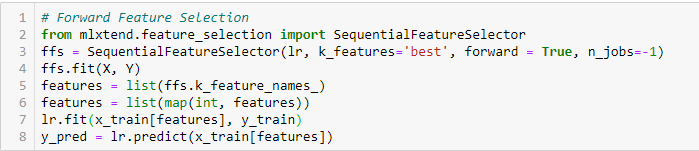 1 # Forward Feature Selection
2 from mlxtend.feature_selection import SequentialFeatureSelector
3 ffs = SequentialFeatureSelector(lr, k_features='best', forward = True, n_jobs=-1)
4 ffs.fit(X, Y)
5 features = list(ffs.k_feature_names_)
6 features = list(map(int, features))
7 lr.fit(x_train[features], y_train)
8 y_pred = lr.predict(x_train[features])